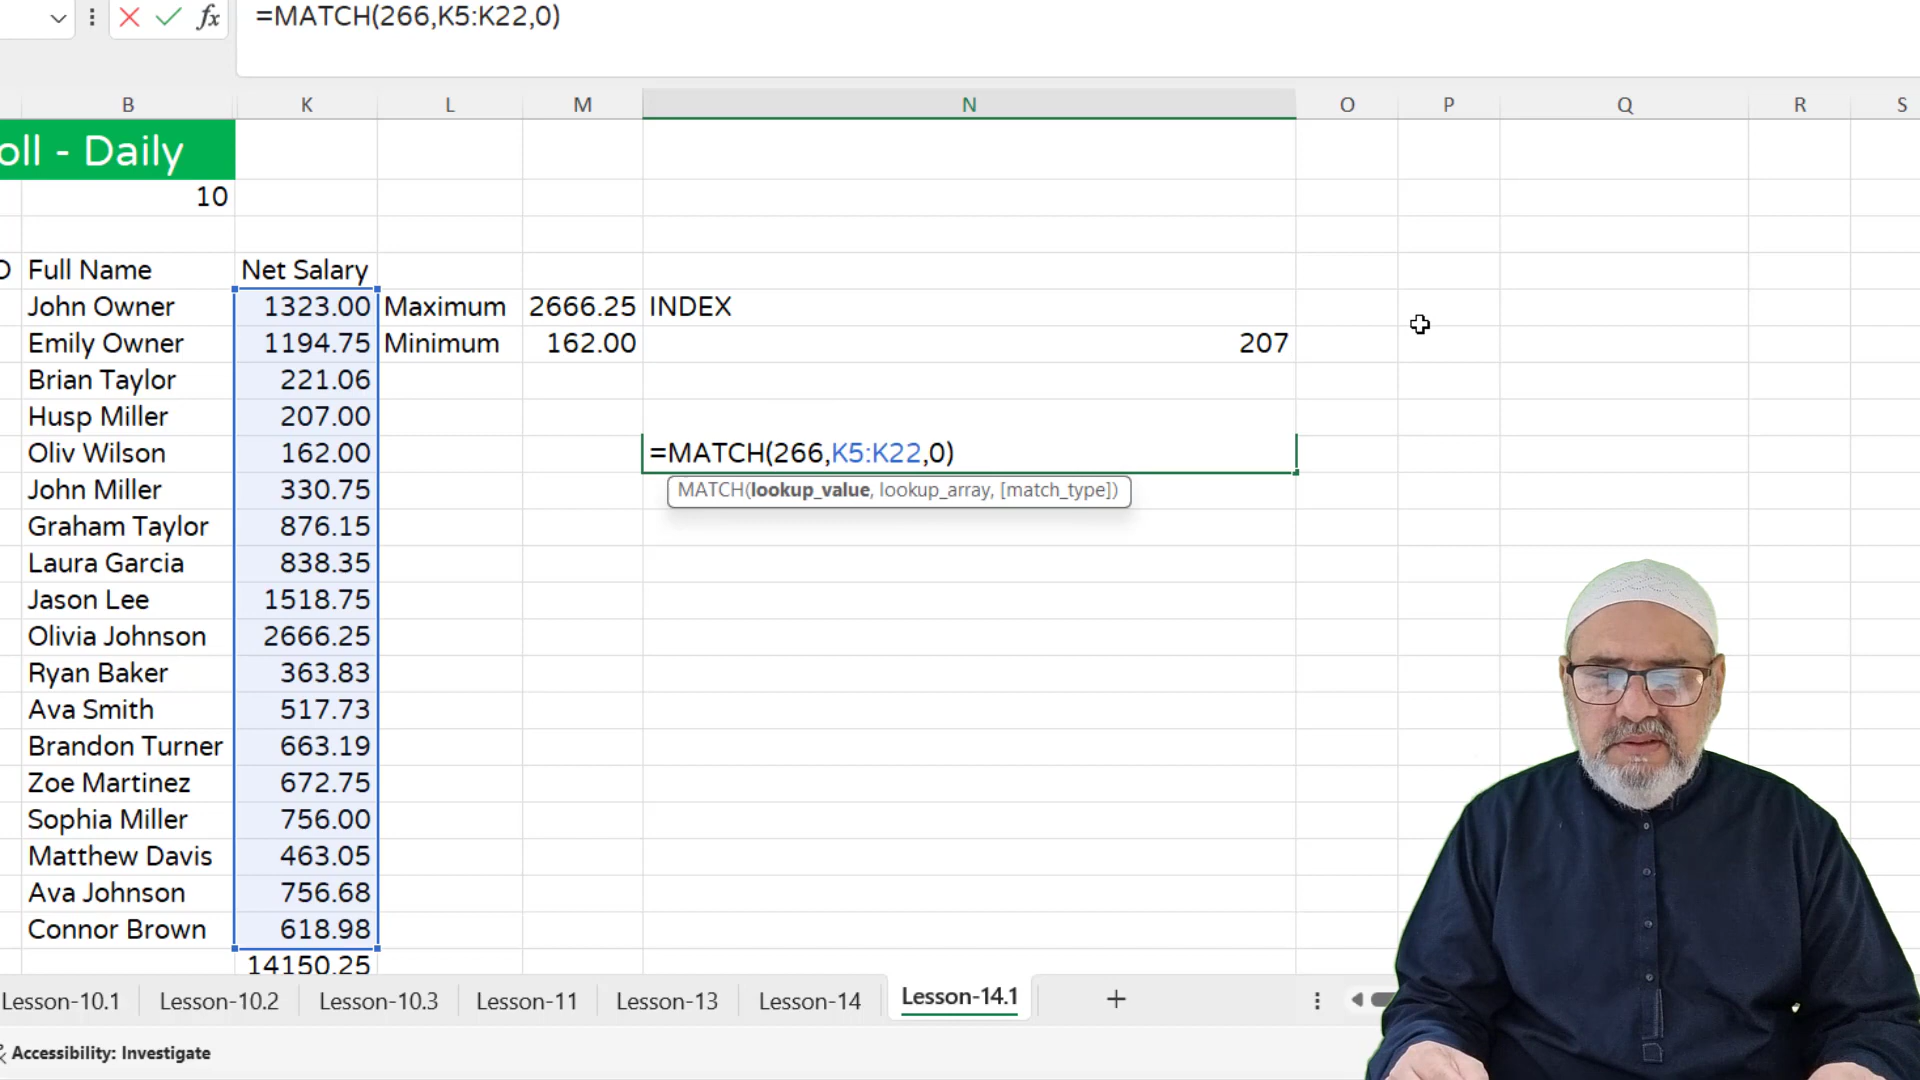 fx =MATCH(266,K5:K22,0)
B K L M N O P Q R S
oll - Daily
10
Full Name Net Salary
John Owner 1323.00 Maximum 2666.25 INDEX
Emily Owner 1194.75 Minimum 162.00 207
Brian Taylor 221.06
Husp Miller 207.00
Oliv Wilson 162.00 =MATCH(266,K5:K22,0)
John Miller 330.75 MATCH(lookup_value, lookup_array, [match_type])
Graham Taylor 876.15
Laura Garcia 838.35
Jason Lee 1518.75
Olivia Johnson 2666.25
Ryan Baker 363.83
Ava Smith 517.73
Brandon Turner 663.19
Zoe Martinez 672.75
Sophia Miller 756.00
Matthew Davis 463.05
Ava Johnson 756.68
Connor Brown 618.98
14150.25
Lesson-10.1 Lesson-10.2 Lesson-10.3 Lesson-11 Lesson-13 Lesson-14 Lesson-14.1
Accessibility: Investigate